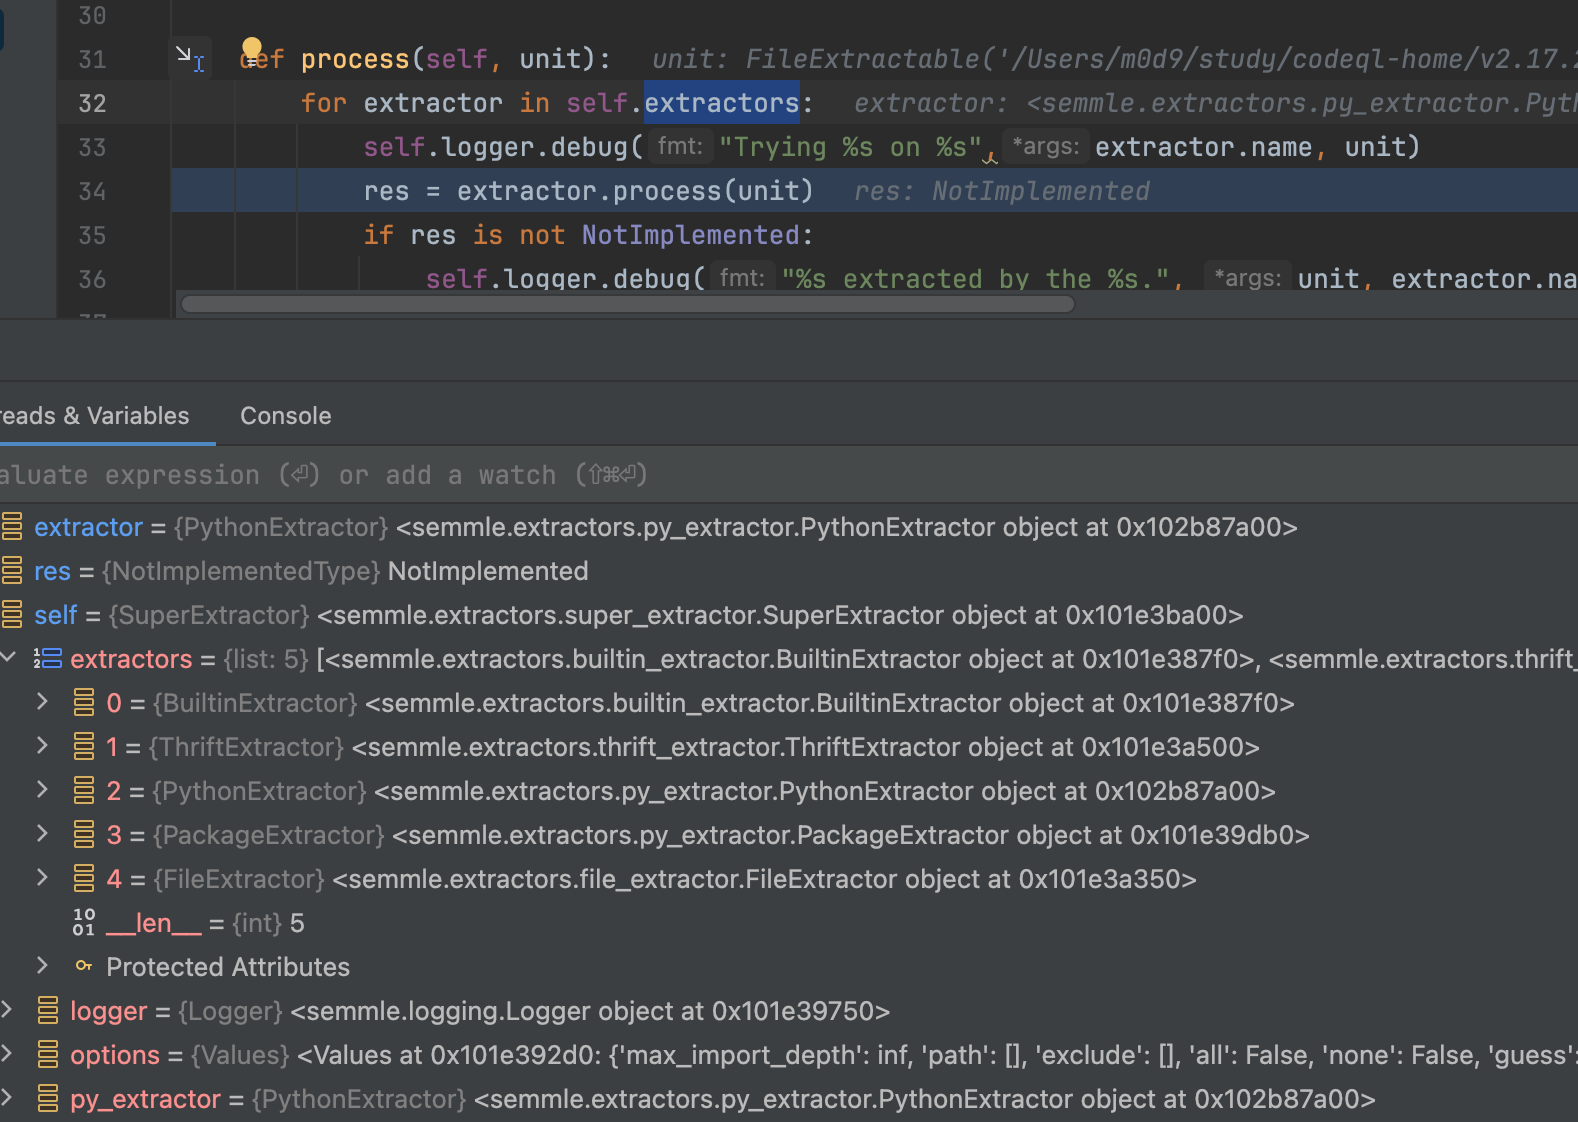 30
31 def process(self, unit): unit: FileExtractable('/Users/m0d9/study/codeql-home/v2.17.2
32 for extractor in self.extractors: extractor: <semmle.extractors.py_extractor.Pyth
33 self.logger.debug( fmt: "Trying %s on %s", *args: extractor.name, unit)
34 res = extractor.process(unit) res: NotImplemented
35 if res is not NotImplemented:
36 self.logger.debug( fmt: "%s extracted by the %s.", *args: unit, extractor.na
reads & Variables Console
aluate expression (⏎) or add a watch (⇧⌘⏎)
extractor = {PythonExtractor} <semmle.extractors.py_extractor.PythonExtractor object at 0x102b87a00>
res = {NotImplementedType} NotImplemented
self = {SuperExtractor} <semmle.extractors.super_extractor.SuperExtractor object at 0x101e3ba00>
extractors = {list: 5} [<semmle.extractors.builtin_extractor.BuiltinExtractor object at 0x101e387f0>, <semmle.extractors.thrift_
0 = {BuiltinExtractor} <semmle.extractors.builtin_extractor.BuiltinExtractor object at 0x101e387f0>
1 = {ThriftExtractor} <semmle.extractors.thrift_extractor.ThriftExtractor object at 0x101e3a500>
2 = {PythonExtractor} <semmle.extractors.py_extractor.PythonExtractor object at 0x102b87a00>
3 = {PackageExtractor} <semmle.extractors.py_extractor.PackageExtractor object at 0x101e39db0>
4 = {FileExtractor} <semmle.extractors.file_extractor.FileExtractor object at 0x101e3a350>
__len__ = {int} 5
Protected Attributes
logger = {Logger} <semmle.logging.Logger object at 0x101e39750>
options = {Values} <Values at 0x101e392d0: {'max_import_depth': inf, 'path': [], 'exclude': [], 'all': False, 'none': False, 'guess':
py_extractor = {PythonExtractor} <semmle.extractors.py_extractor.PythonExtractor object at 0x102b87a00>